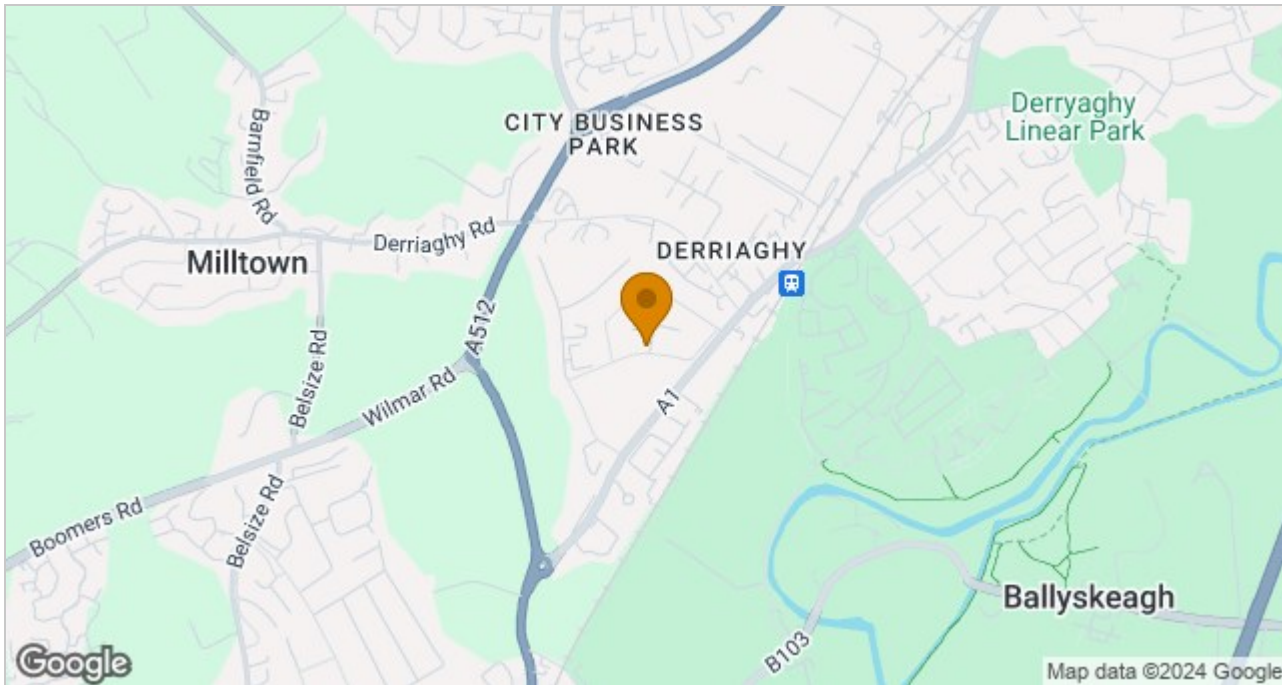 Derryaghy
Linear Park
CITY BUSINESS
PARK
Barnfield Rd
Derriaghy Rd
DERRIAGHY
Milltown
A512
Belsize Rd
Wilmar Rd
A1
Boomers Rd
Belsize Rd
Ballyskeagh
B103
Google
Map data ©2024 Google